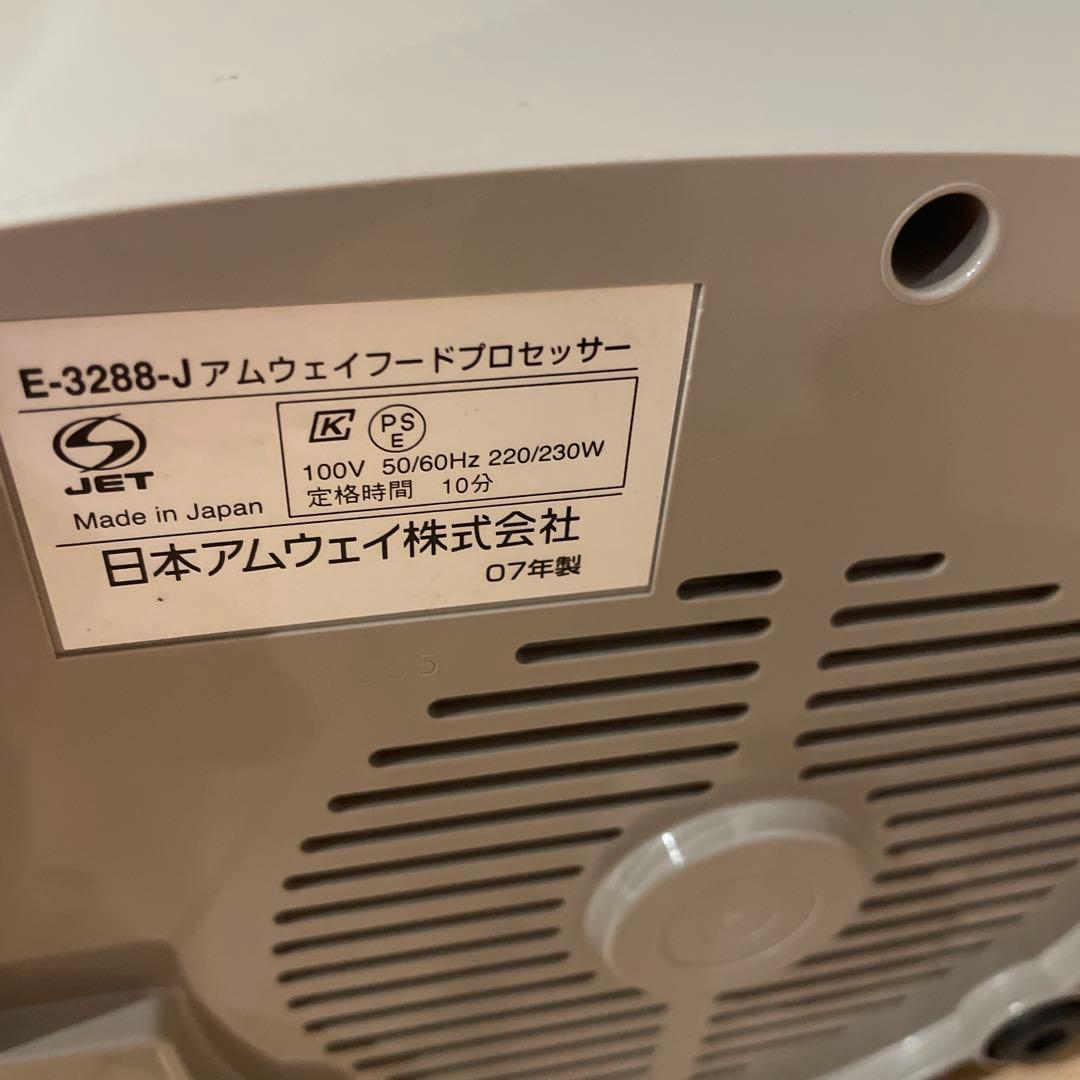 E-3288-J アムウェイフードプロセッサー
JET
K PS E
100V 50/60Hz 220/230W
定格時間 10分
Made in Japan
日本アムウェイ株式会社
07年製